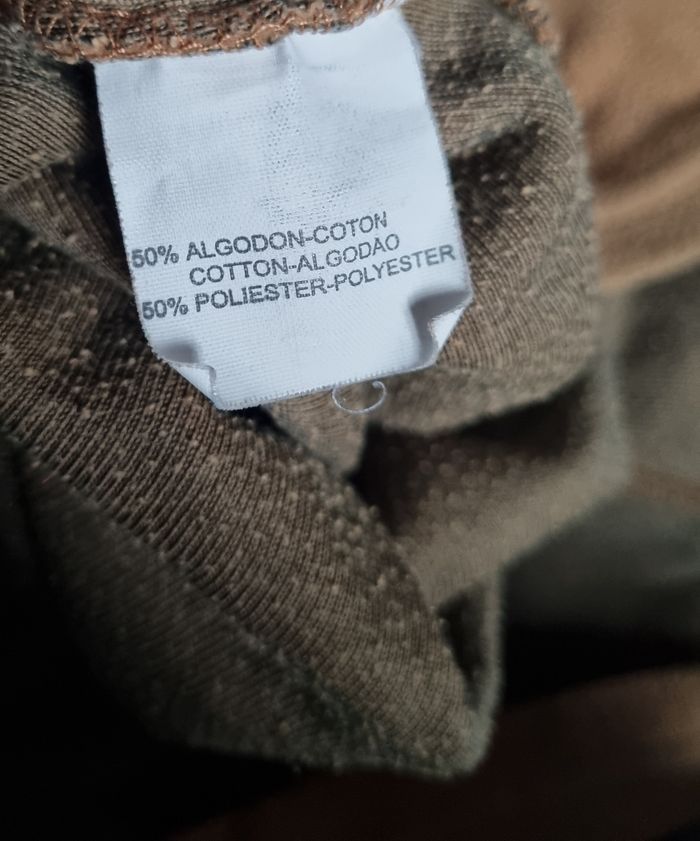 50% ALGODON-COTON
COTTON-ALGODAO
50% POLIESTER-POLYESTER